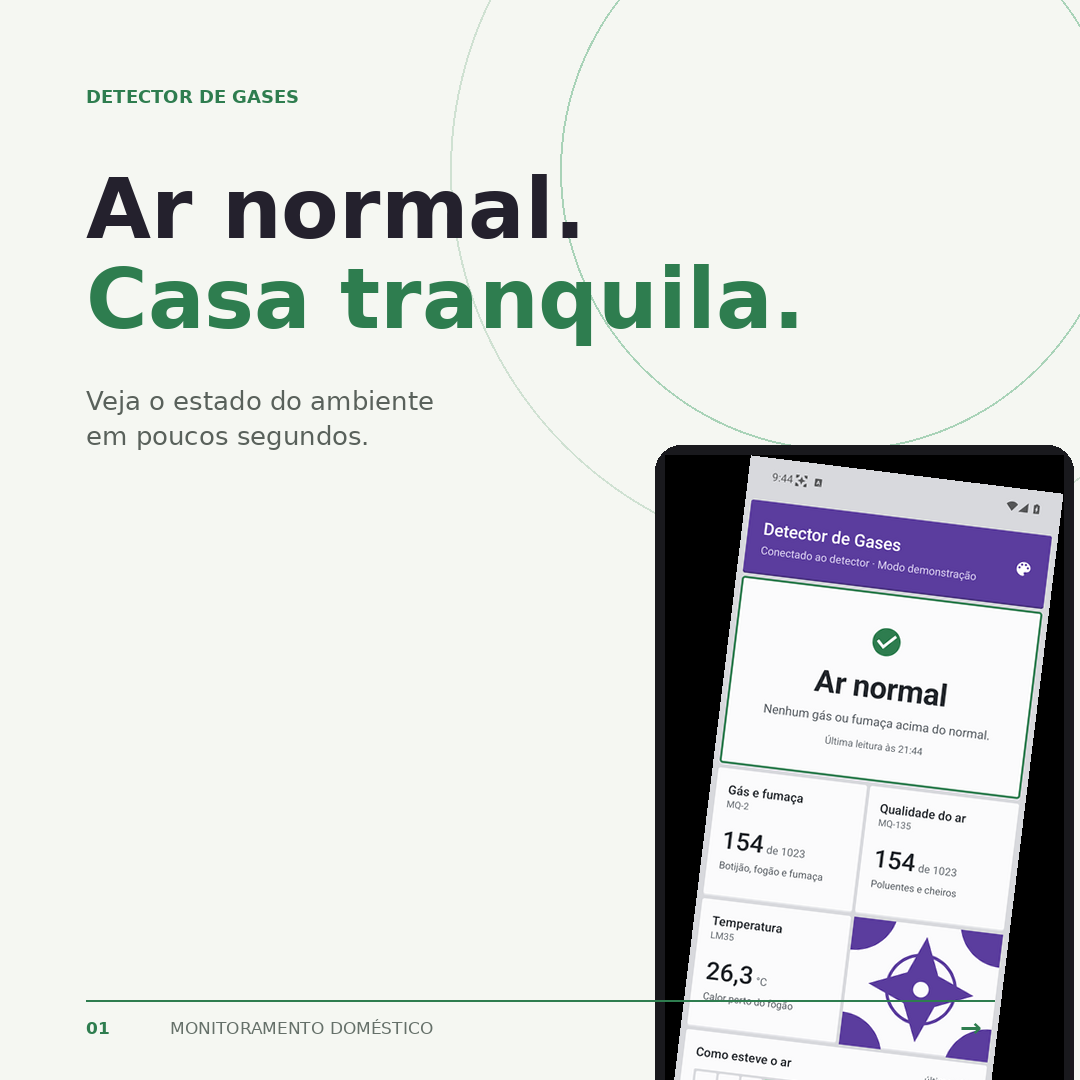 DETECTOR DE GASES
Ar normal.
Casa tranquila.
Veja o estado do ambiente
em poucos segundos.
9:44
Detector de Gases
Conectado ao detector · Modo demonstração
Ar normal
Nenhum gás ou fumaça acima do normal.
Última leitura às 21:44
Gás e fumaça
MQ-2
154 de 1023
Botijão, fogão e fumaça
Qualidade do ar
MQ-135
154 de 1023
Poluentes e cheiros
Temperatura
LM35
26,3 °C
Calor perto do fogão
Como esteve o ar
01 MONITORAMENTO DOMÉSTICO →